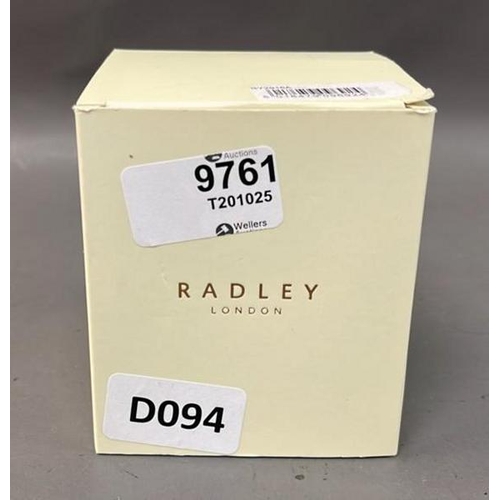 Auctions
9761
T201025
Wellers
RADLEY
LONDON
D094